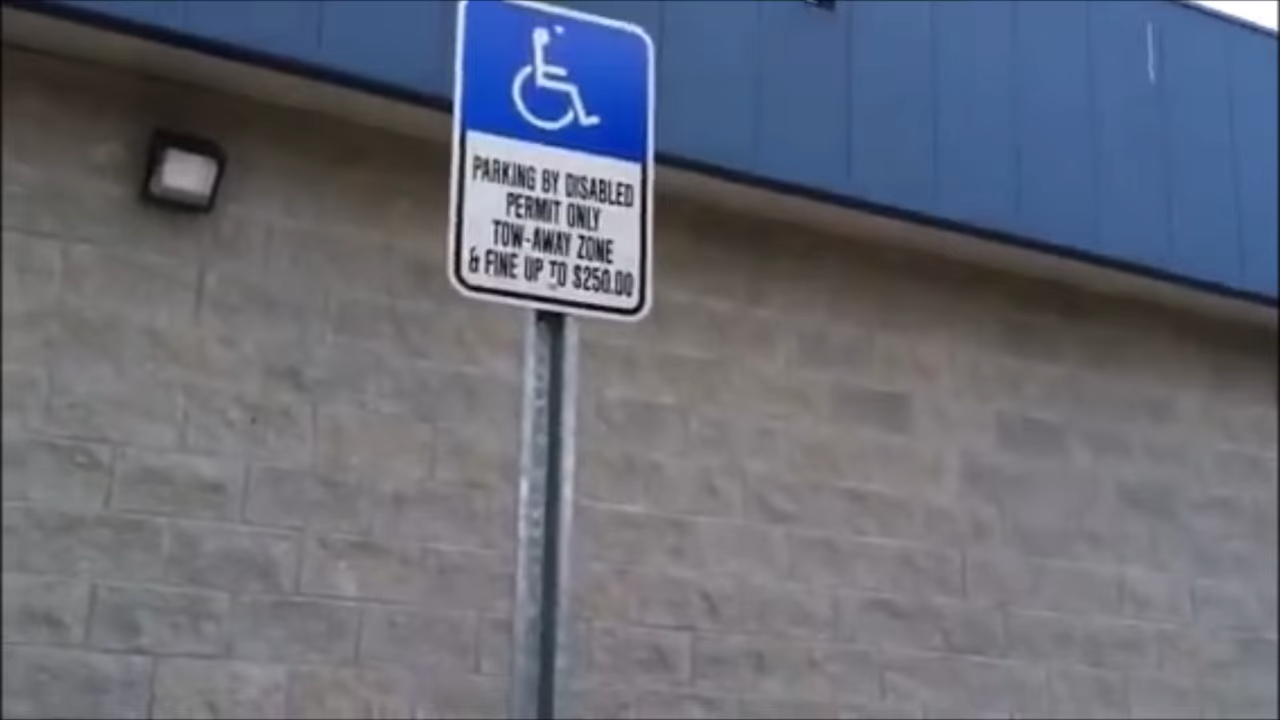 PARKING BY DISABLED
PERMIT ONLY
TOW-AWAY ZONE
& FINE UP TO $250.00